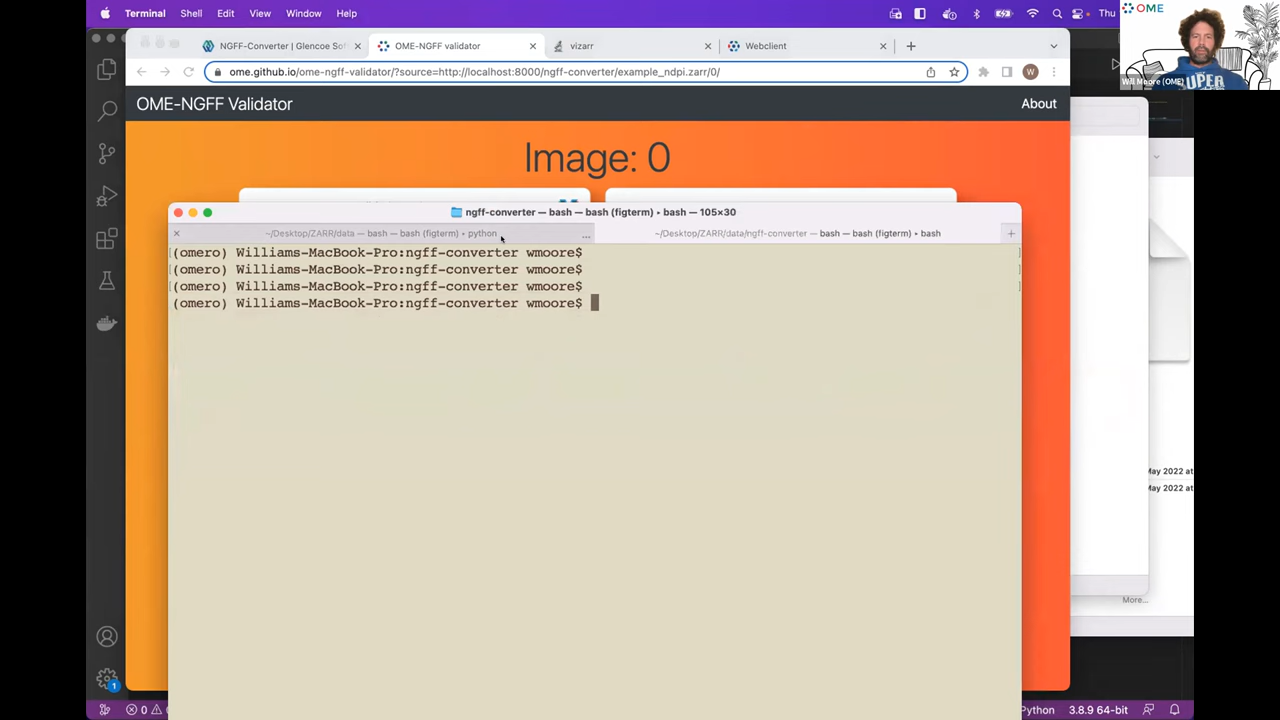 Terminal Shell Edit View Window Help
Thu
OME
Will Moore (OME)
SUPER
NGFF-Converter | Glencoe Sof
OME-NGFF validator
vizarr
Webclient
ome.github.io/ome-ngff-validator/?source=http://localhost:8000/ngff-converter/example_ndpi.zarr/0/
W
OME-NGFF Validator
About
Image: 0
ngff-converter — bash — bash (figterm) • bash — 105×30
~/Desktop/ZARR/data — bash — bash (figterm) • python
...
~/Desktop/ZARR/data/ngff-converter — bash — bash (figterm) • bash
(omero) Williams-MacBook-Pro:ngff-converter wmoore$
(omero) Williams-MacBook-Pro:ngff-converter wmoore$
(omero) Williams-MacBook-Pro:ngff-converter wmoore$
(omero) Williams-MacBook-Pro:ngff-converter wmoore$
May 2022 at
May 2022 at
More...
1
0
Python 3.8.9 64-bit